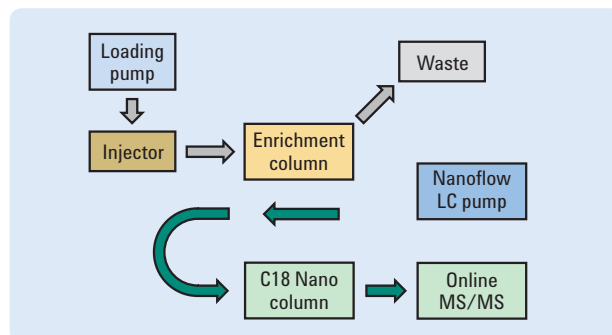 Loading
pump
Waste
Injector
Enrichment
column
Nanoflow
LC pump
C18 Nano
column
Online
MS/MS